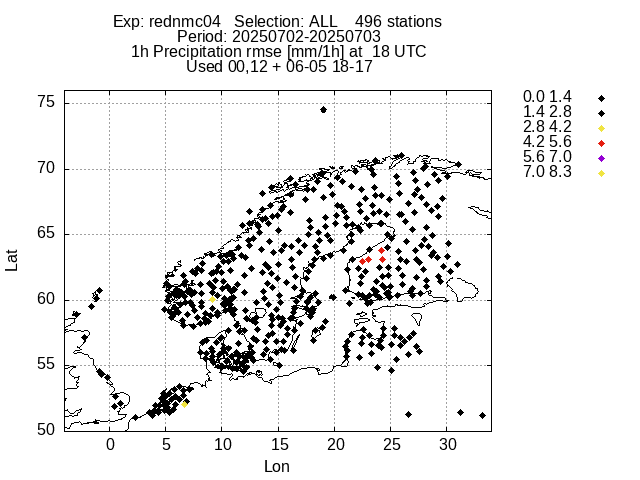 Exp: rednmc04   Selection: ALL    496 stations
Period: 20250702-20250703
1h Precipitation rmse [mm/1h] at  18 UTC
Used 00,12 + 06-05 18-17
0.0 1.4
1.4 2.8
2.8 4.2
4.2 5.6
5.6 7.0
7.0 8.3
75
70
65
60
55
50
Lat
0 5 10 15 20 25 30
Lon